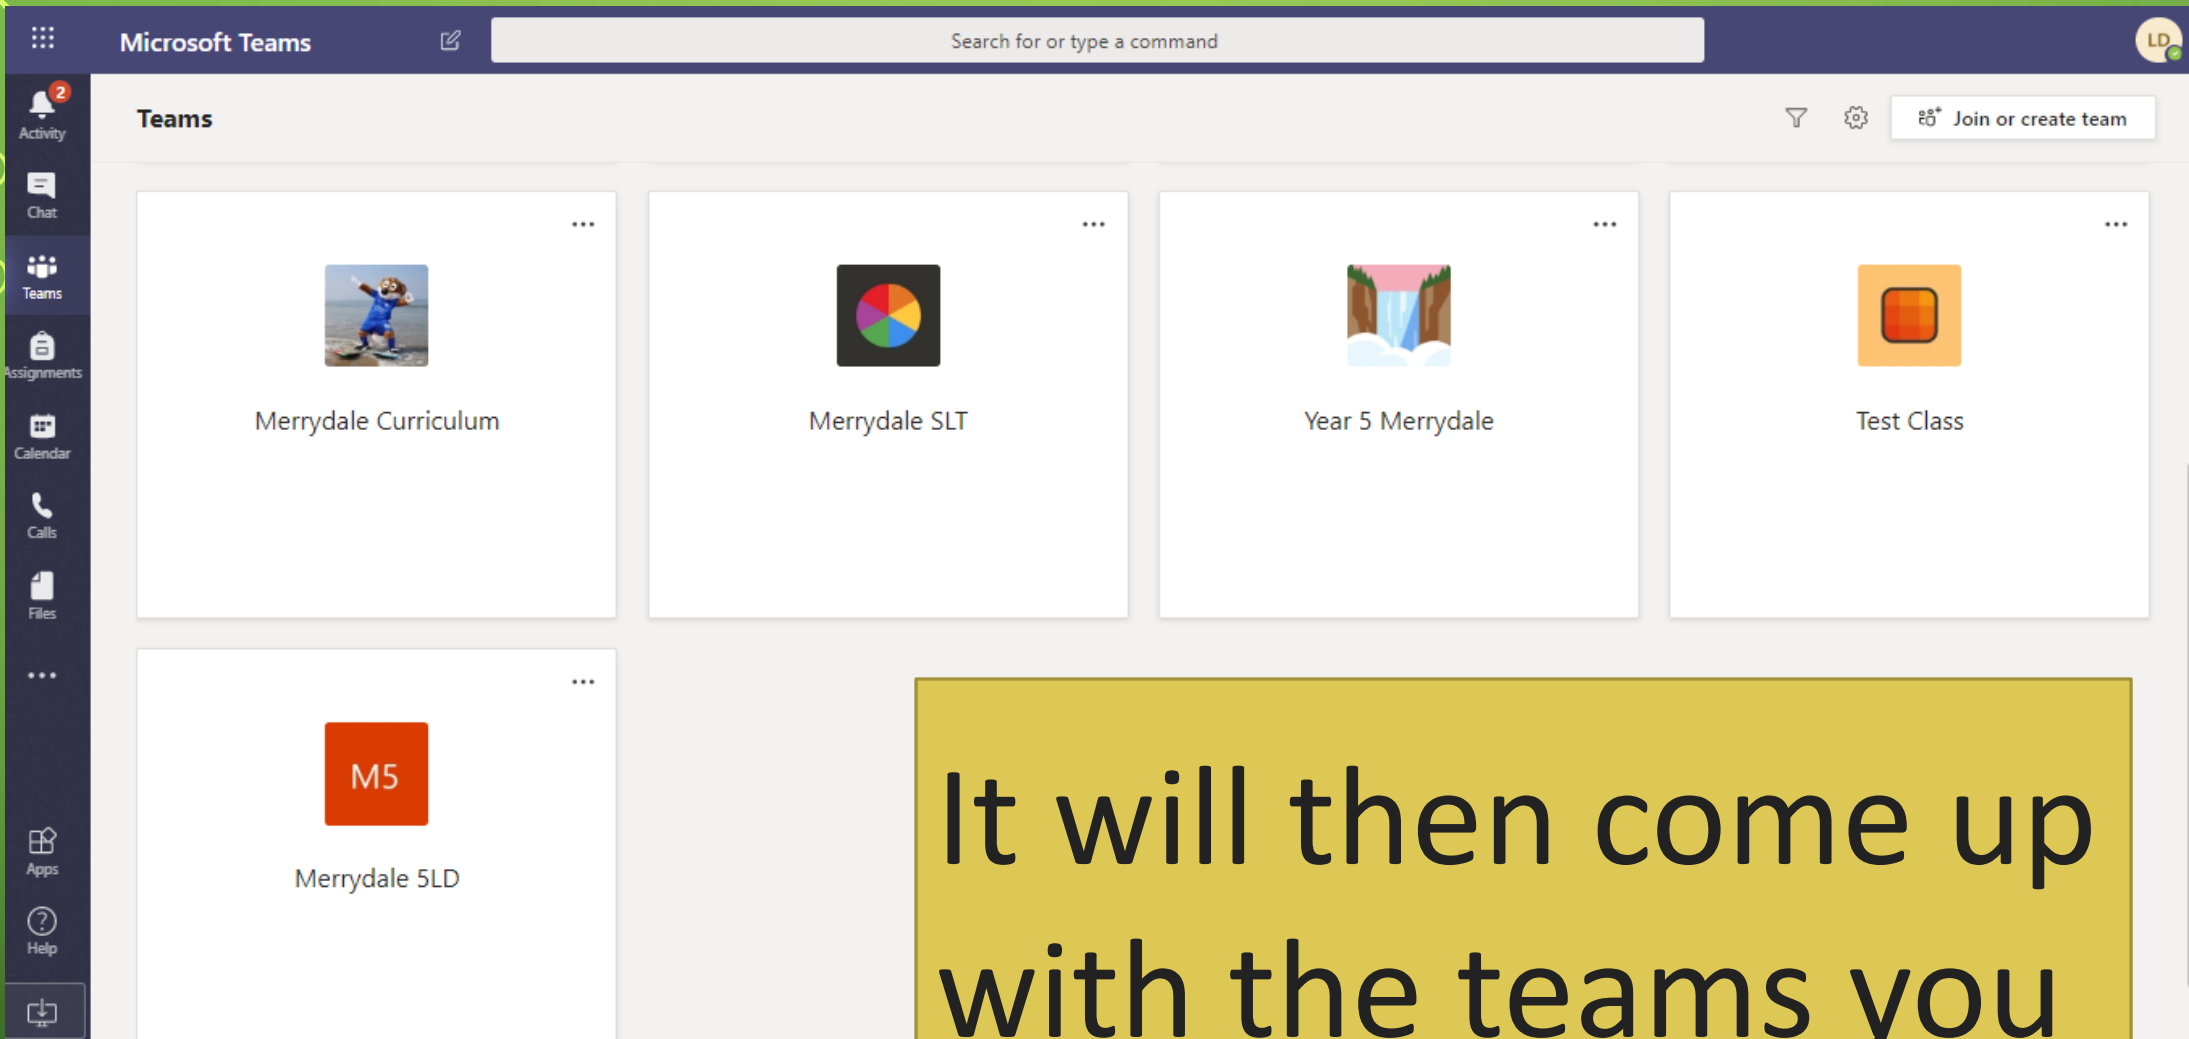 Microsoft Teams
Search for or type a command
LD
2
Activity
Teams
Join or create team
Chat
Teams
Assignments
Calendar
Calls
Files
Merrydale Curriculum
Merrydale SLT
Year 5 Merrydale
Test Class
M5
Merrydale 5LD
Apps
Help
It will then come up
with the teams you